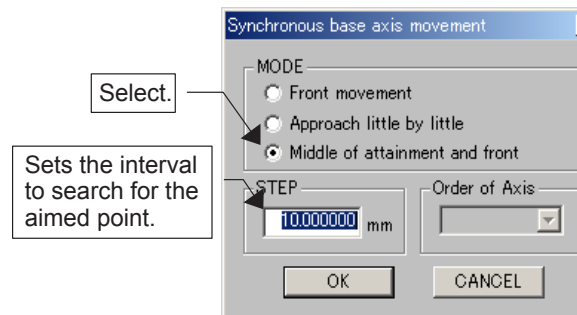 Synchronous base axis movement
MODE
Select.
Front movement
Approach little by little
Middle of attainment and front
Sets the interval
to search for the
aimed point.
STEP
10.000000 mm
Order of Axis
OK
CANCEL